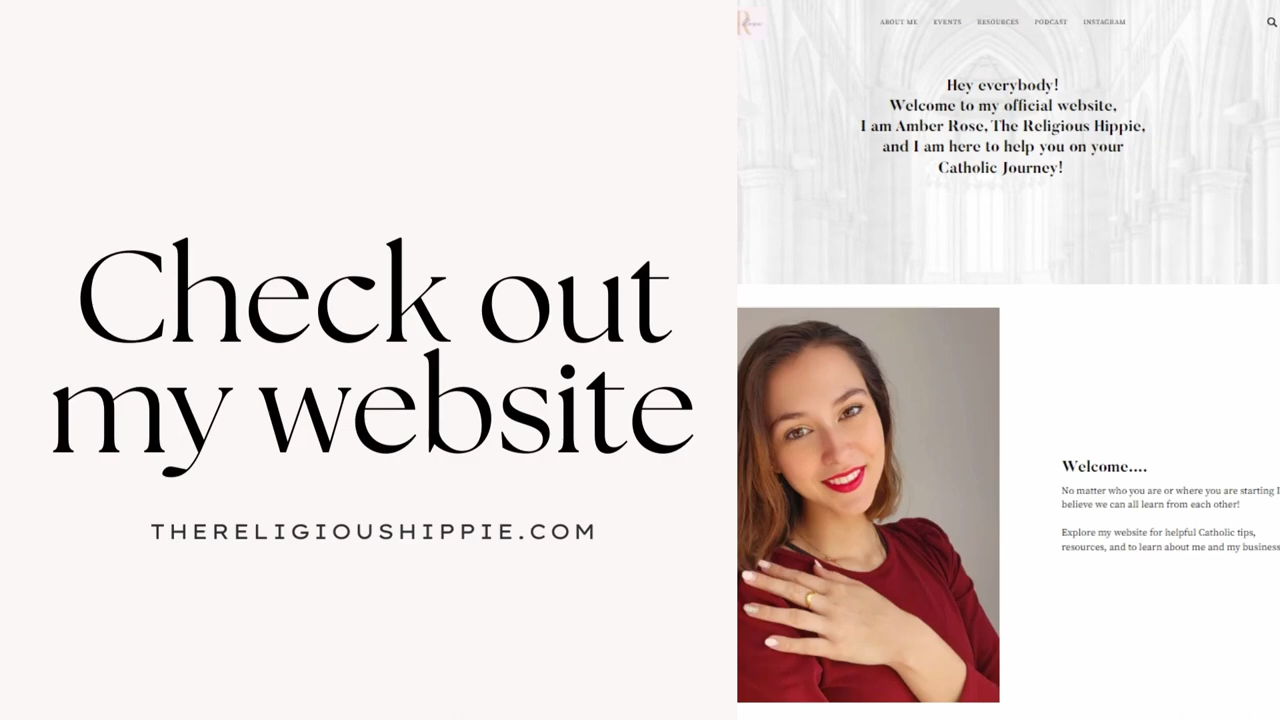 Check out
my website
THERELIGIOUSHIPPIE.COM
R
ABOUT ME EVENTS RESOURCES PODCAST INSTAGRAM
Hey everybody!
Welcome to my official website,
I am Amber Rose, The Religious Hippie,
and I am here to help you on your
Catholic Journey!
Welcome....
No matter who you are or where you are starting I
believe we can all learn from each other!
Explore my website for helpful Catholic tips,
resources, and to learn about me and my business